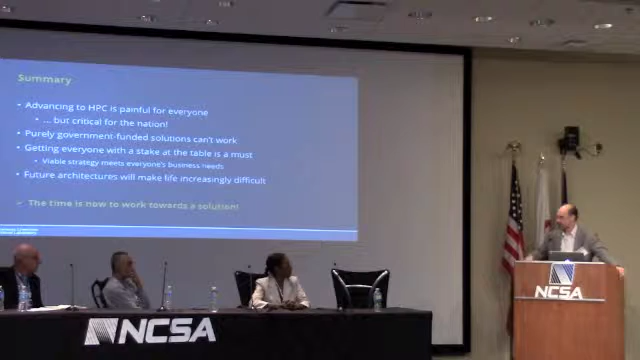 Summary
• Advancing to HPC is painful for everyone
• ... but critical for the nation!
• Purely government-funded solutions can't work
• Getting everyone with a stake at the table is a must
• Viable strategy meets everyone's business needs
• Future architectures will make life increasingly difficult
The time is now to work towards a solution!
NCSA
NCSA